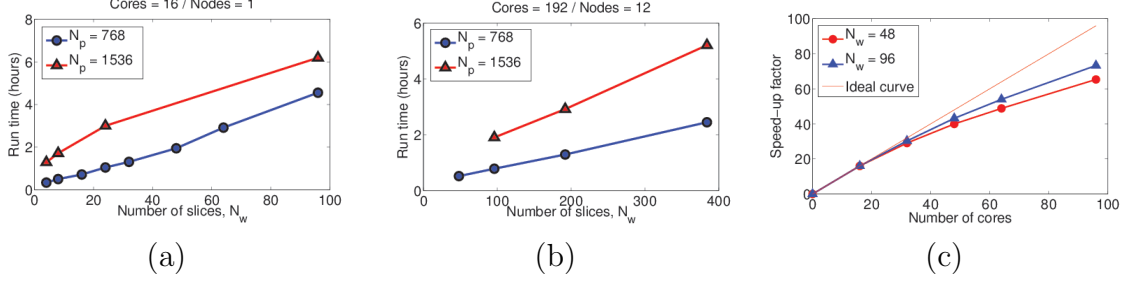 Cores = 16 / Nodes = 1
8
6
4
2
0
Run time (hours)
N_p = 768
N_p = 1536
0 20 40 60 80 100
Number of slices, N_w
(a)
Cores = 192 / Nodes = 12
6
4
2
0
Run time (hours)
N_p = 768
N_p = 1536
0 100 200 300 400
Number of slices, N_w
(b)
100
80
60
40
20
0
Speed-up factor
N_w = 48
N_w = 96
Ideal curve
0 20 40 60 80 100
Number of cores
(c)